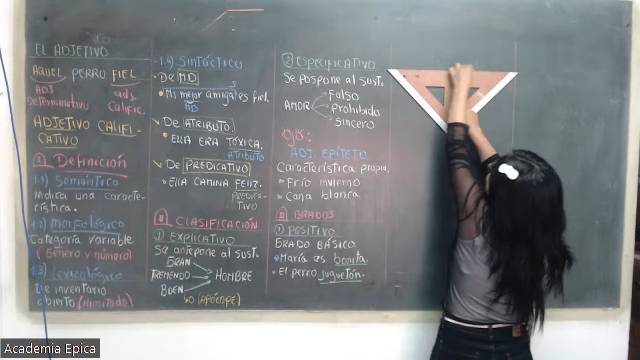 EL ADJETIVO
AQUEL PERRO FIEL
ADJ. adj.
Determinativo Calific.
ADJETIVO CALIFI-
CATIVO
I Definición
1.1) Semántico
indica una caracte-
rística.
1.2) Morfológico
Categoría variable
(Género y número)
1.3) Lexicológico
De inventario
abierto (ilimitado)
1.4) Sintáctico
De MD
Mi mejor amiga es fiel.
MD
De ATRIBUTO:
ELLA ERA TÓXICA.
ATRIBUTO
De PREDICATIVO
ELLA CAMINA FELIZ.
PREDICA-
TIVO
II CLASIFICACIÓN
1 EXPLICATIVO
Se antepone al sust.
GRAN
TREMENDO HOMBRE
BUEN
(APÓCOPE)
2 ESPECIFICATIVO
Se pospone al sust.
Falso
AMOR Prohibido
Sincero
Ojo:
ADJ. EPÍTETO
Característica propia.
Frío invierno
Cana blanca
III GRADOS
1 POSITIVO
GRADO BÁSICO.
María es bonita.
El perro juguetón.
Academia Epica